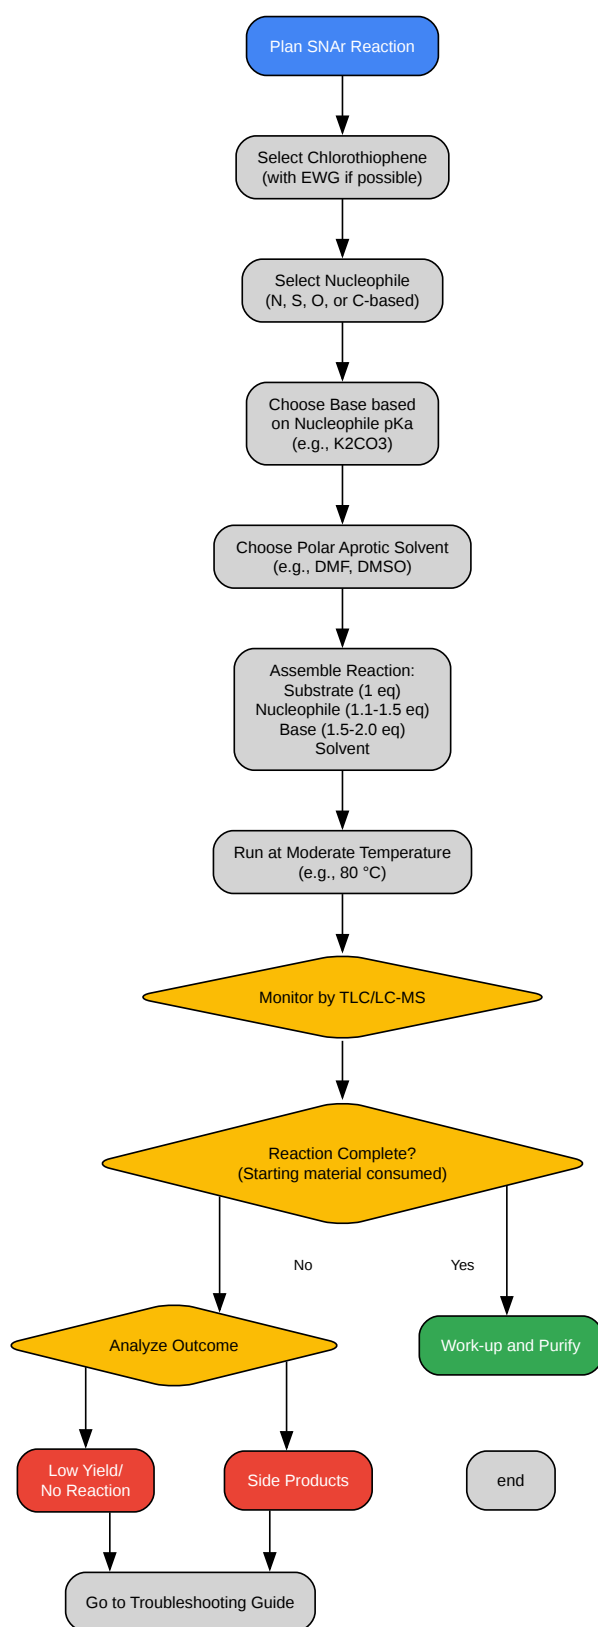 Plan SNAr Reaction
Select Chlorothiophene
(with EWG if possible)
Select Nucleophile
(N, S, O, or C-based)
Choose Base based
on Nucleophile pKa
(e.g., K2CO3)
Choose Polar Aprotic Solvent
(e.g., DMF, DMSO)
Assemble Reaction:
Substrate (1 eq)
Nucleophile (1.1-1.5 eq)
Base (1.5-2.0 eq)
Solvent
Run at Moderate Temperature
(e.g., 80 °C)
Monitor by TLC/LC-MS
Reaction Complete?
(Starting material consumed)
No
Yes
Analyze Outcome
Work-up and Purify
Low Yield/
No Reaction
Side Products
end
Go to Troubleshooting Guide